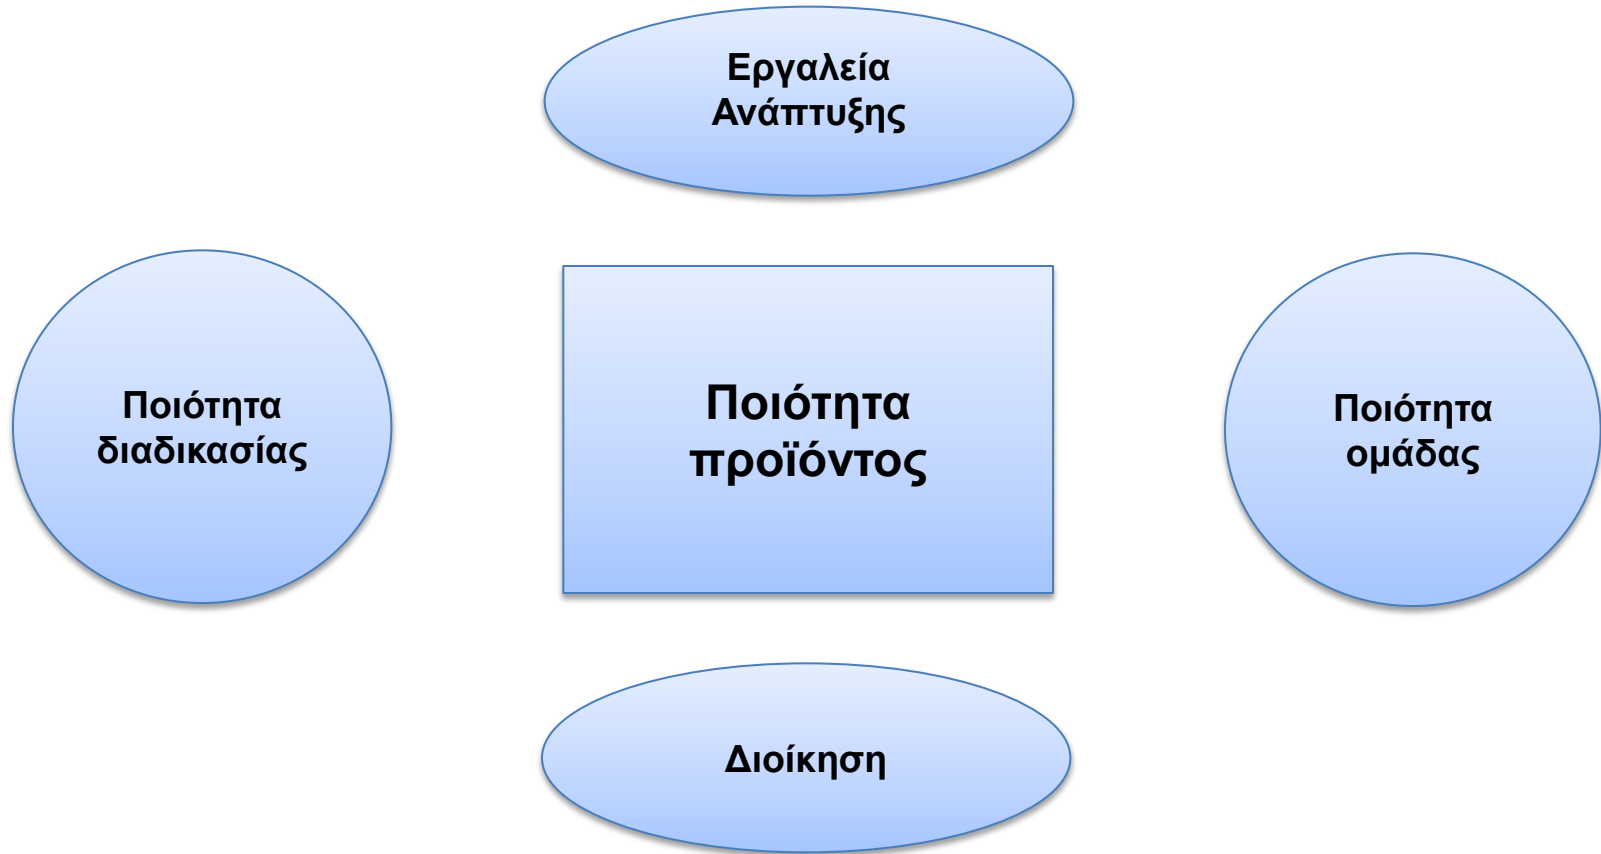 Εργαλεία
Ανάπτυξης
Ποιότητα
διαδικασίας
Ποιότητα
προϊόντος
Ποιότητα
ομάδας
Διοίκηση